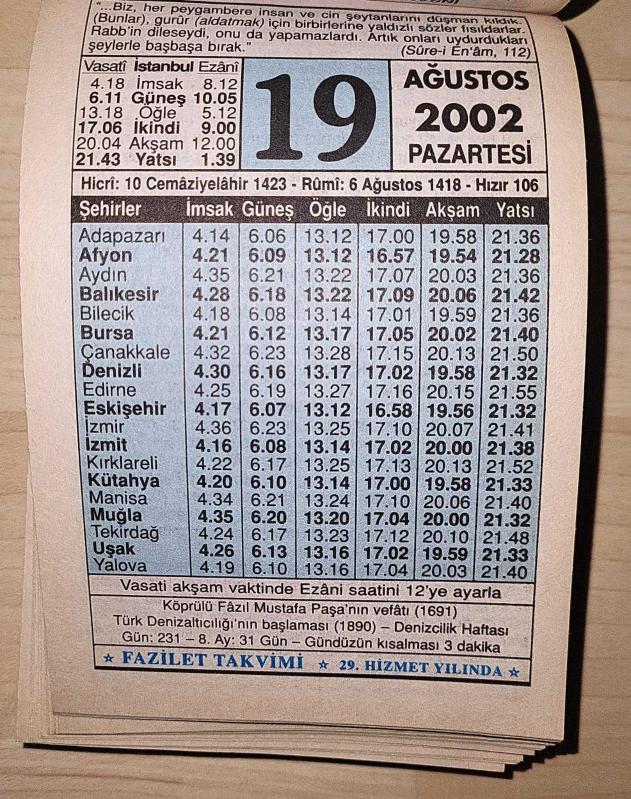 "...Biz, her peygambere insan ve cin şeytanlarını düşman kıldık.
(Bunlar), gurûr (aldatmak) için birbirlerine yaldızlı sözler fısıldarlar.
Rabb'in dileseydi, onu da yapamazlardı. Artık onları uydurdukları
şeylerle başbaşa bırak." (Sûre-i En'âm, 112)
Vasatî İstanbul Ezânî
4.18 İmsak 8.12
6.11 Güneş 10.05
13.18 Öğle 5.12
17.06 İkindi 9.00
20.04 Akşam 12.00
21.43 Yatsı 1.39
19
AĞUSTOS
2002
PAZARTESİ
Hicrî: 10 Cemâziyelâhir 1423 - Rûmî: 6 Ağustos 1418 - Hızır 106
Şehirler İmsak Güneş Öğle İkindi Akşam Yatsı
Adapazarı 4.14 6.06 13.12 17.00 19.58 21.36
Afyon 4.21 6.09 13.12 16.57 19.54 21.28
Aydın 4.35 6.21 13.22 17.07 20.03 21.36
Balıkesir 4.28 6.18 13.22 17.09 20.06 21.42
Bilecik 4.18 6.08 13.14 17.01 19.59 21.36
Bursa 4.21 6.12 13.17 17.05 20.02 21.40
Çanakkale 4.32 6.23 13.28 17.15 20.13 21.50
Denizli 4.30 6.16 13.17 17.02 19.58 21.32
Edirne 4.25 6.19 13.27 17.16 20.15 21.55
Eskişehir 4.17 6.07 13.12 16.58 19.56 21.32
İzmir 4.36 6.23 13.25 17.10 20.07 21.41
İzmit 4.16 6.08 13.14 17.02 20.00 21.38
Kırklareli 4.22 6.17 13.25 17.13 20.13 21.52
Kütahya 4.20 6.10 13.14 17.00 19.58 21.33
Manisa 4.34 6.21 13.24 17.10 20.06 21.40
Muğla 4.35 6.20 13.20 17.04 20.00 21.32
Tekirdağ 4.24 6.17 13.23 17.12 20.10 21.48
Uşak 4.26 6.13 13.16 17.02 19.59 21.33
Yalova 4.19 6.10 13.16 17.04 20.03 21.40
Vasati akşam vaktinde Ezâni saatini 12'ye ayarla
Köprülü Fâzıl Mustafa Paşa'nın vefâtı (1691)
Türk Denizaltıcılığı'nın başlaması (1890) – Denizcilik Haftası
Gün: 231 – 8. Ay: 31 Gün – Gündüzün kısalması 3 dakika
★ FAZİLET TAKVİMİ ★ 29. HİZMET YILINDA ★